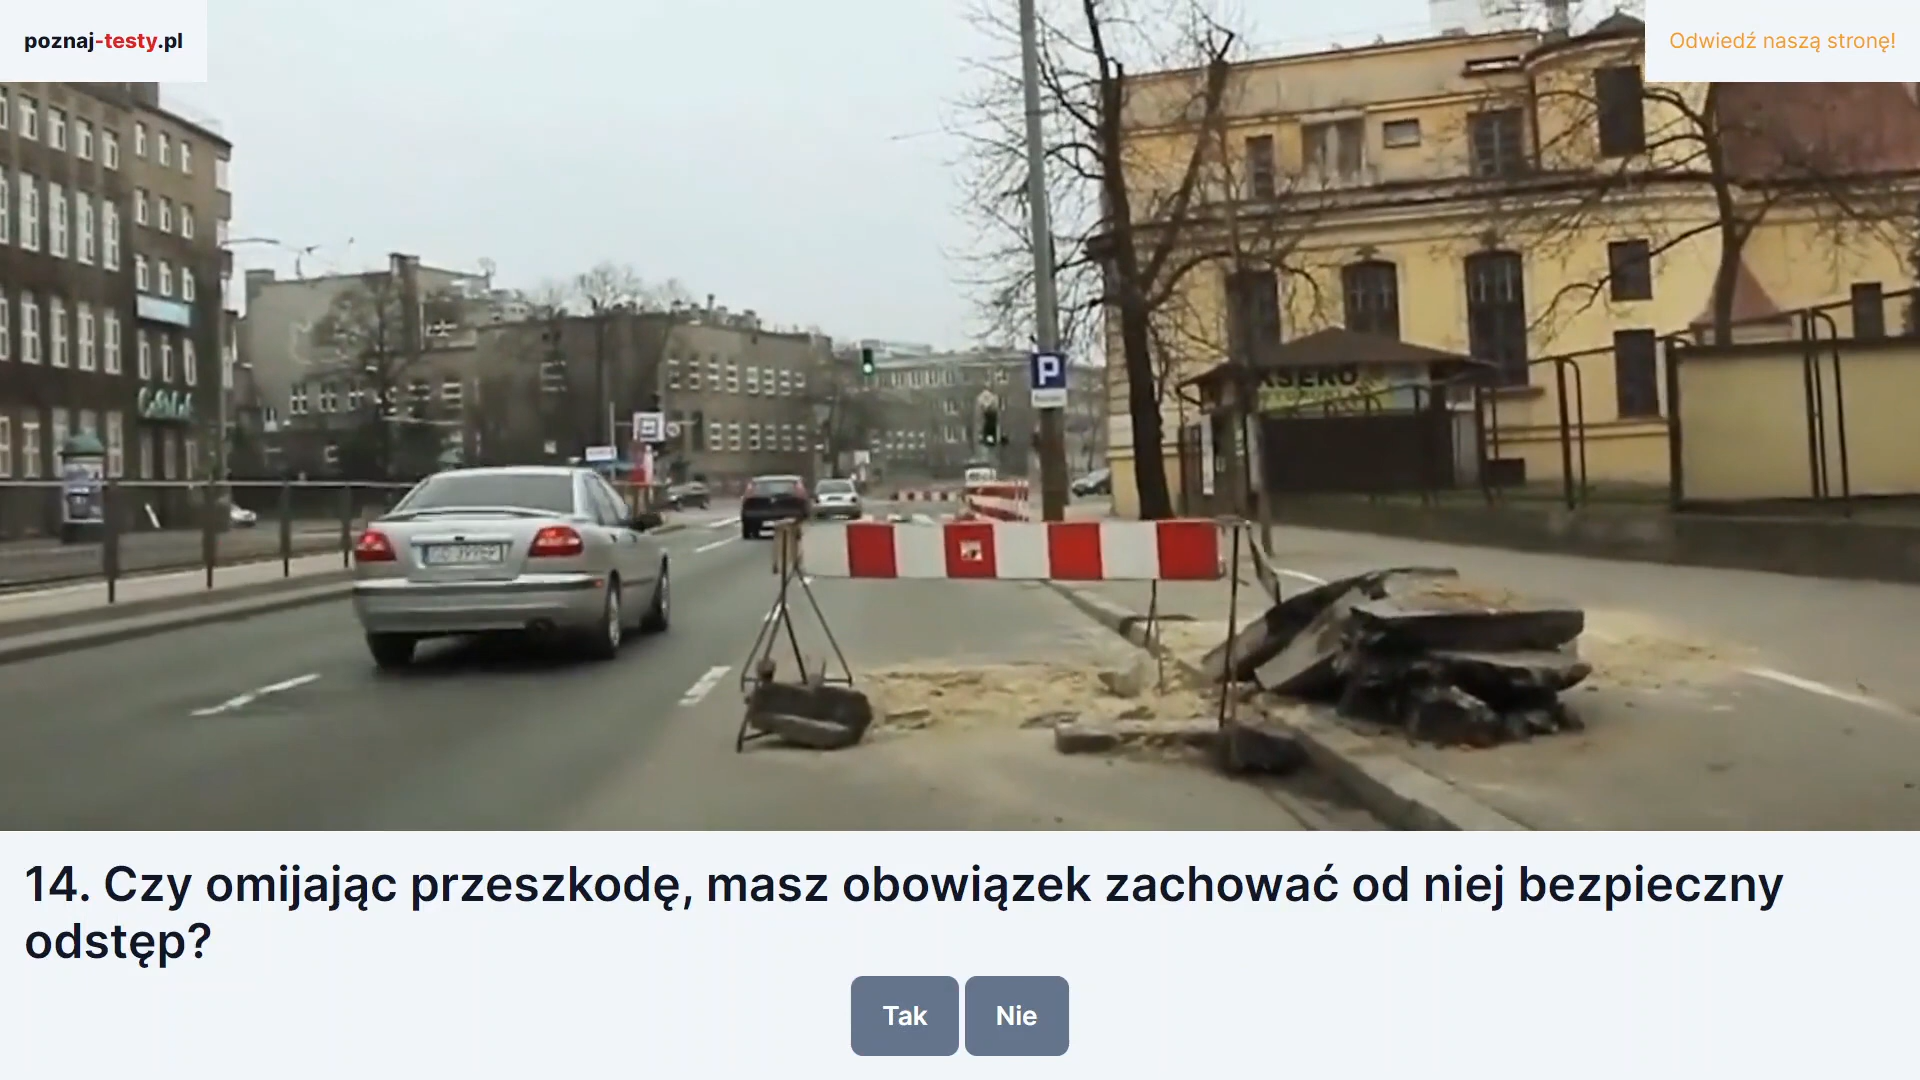 poznaj-testy.pl
Odwiedź naszą stronę!
P
KSERO
14. Czy omijając przeszkodę, masz obowiązek zachować od niej bezpieczny
odstęp?
Tak
Nie